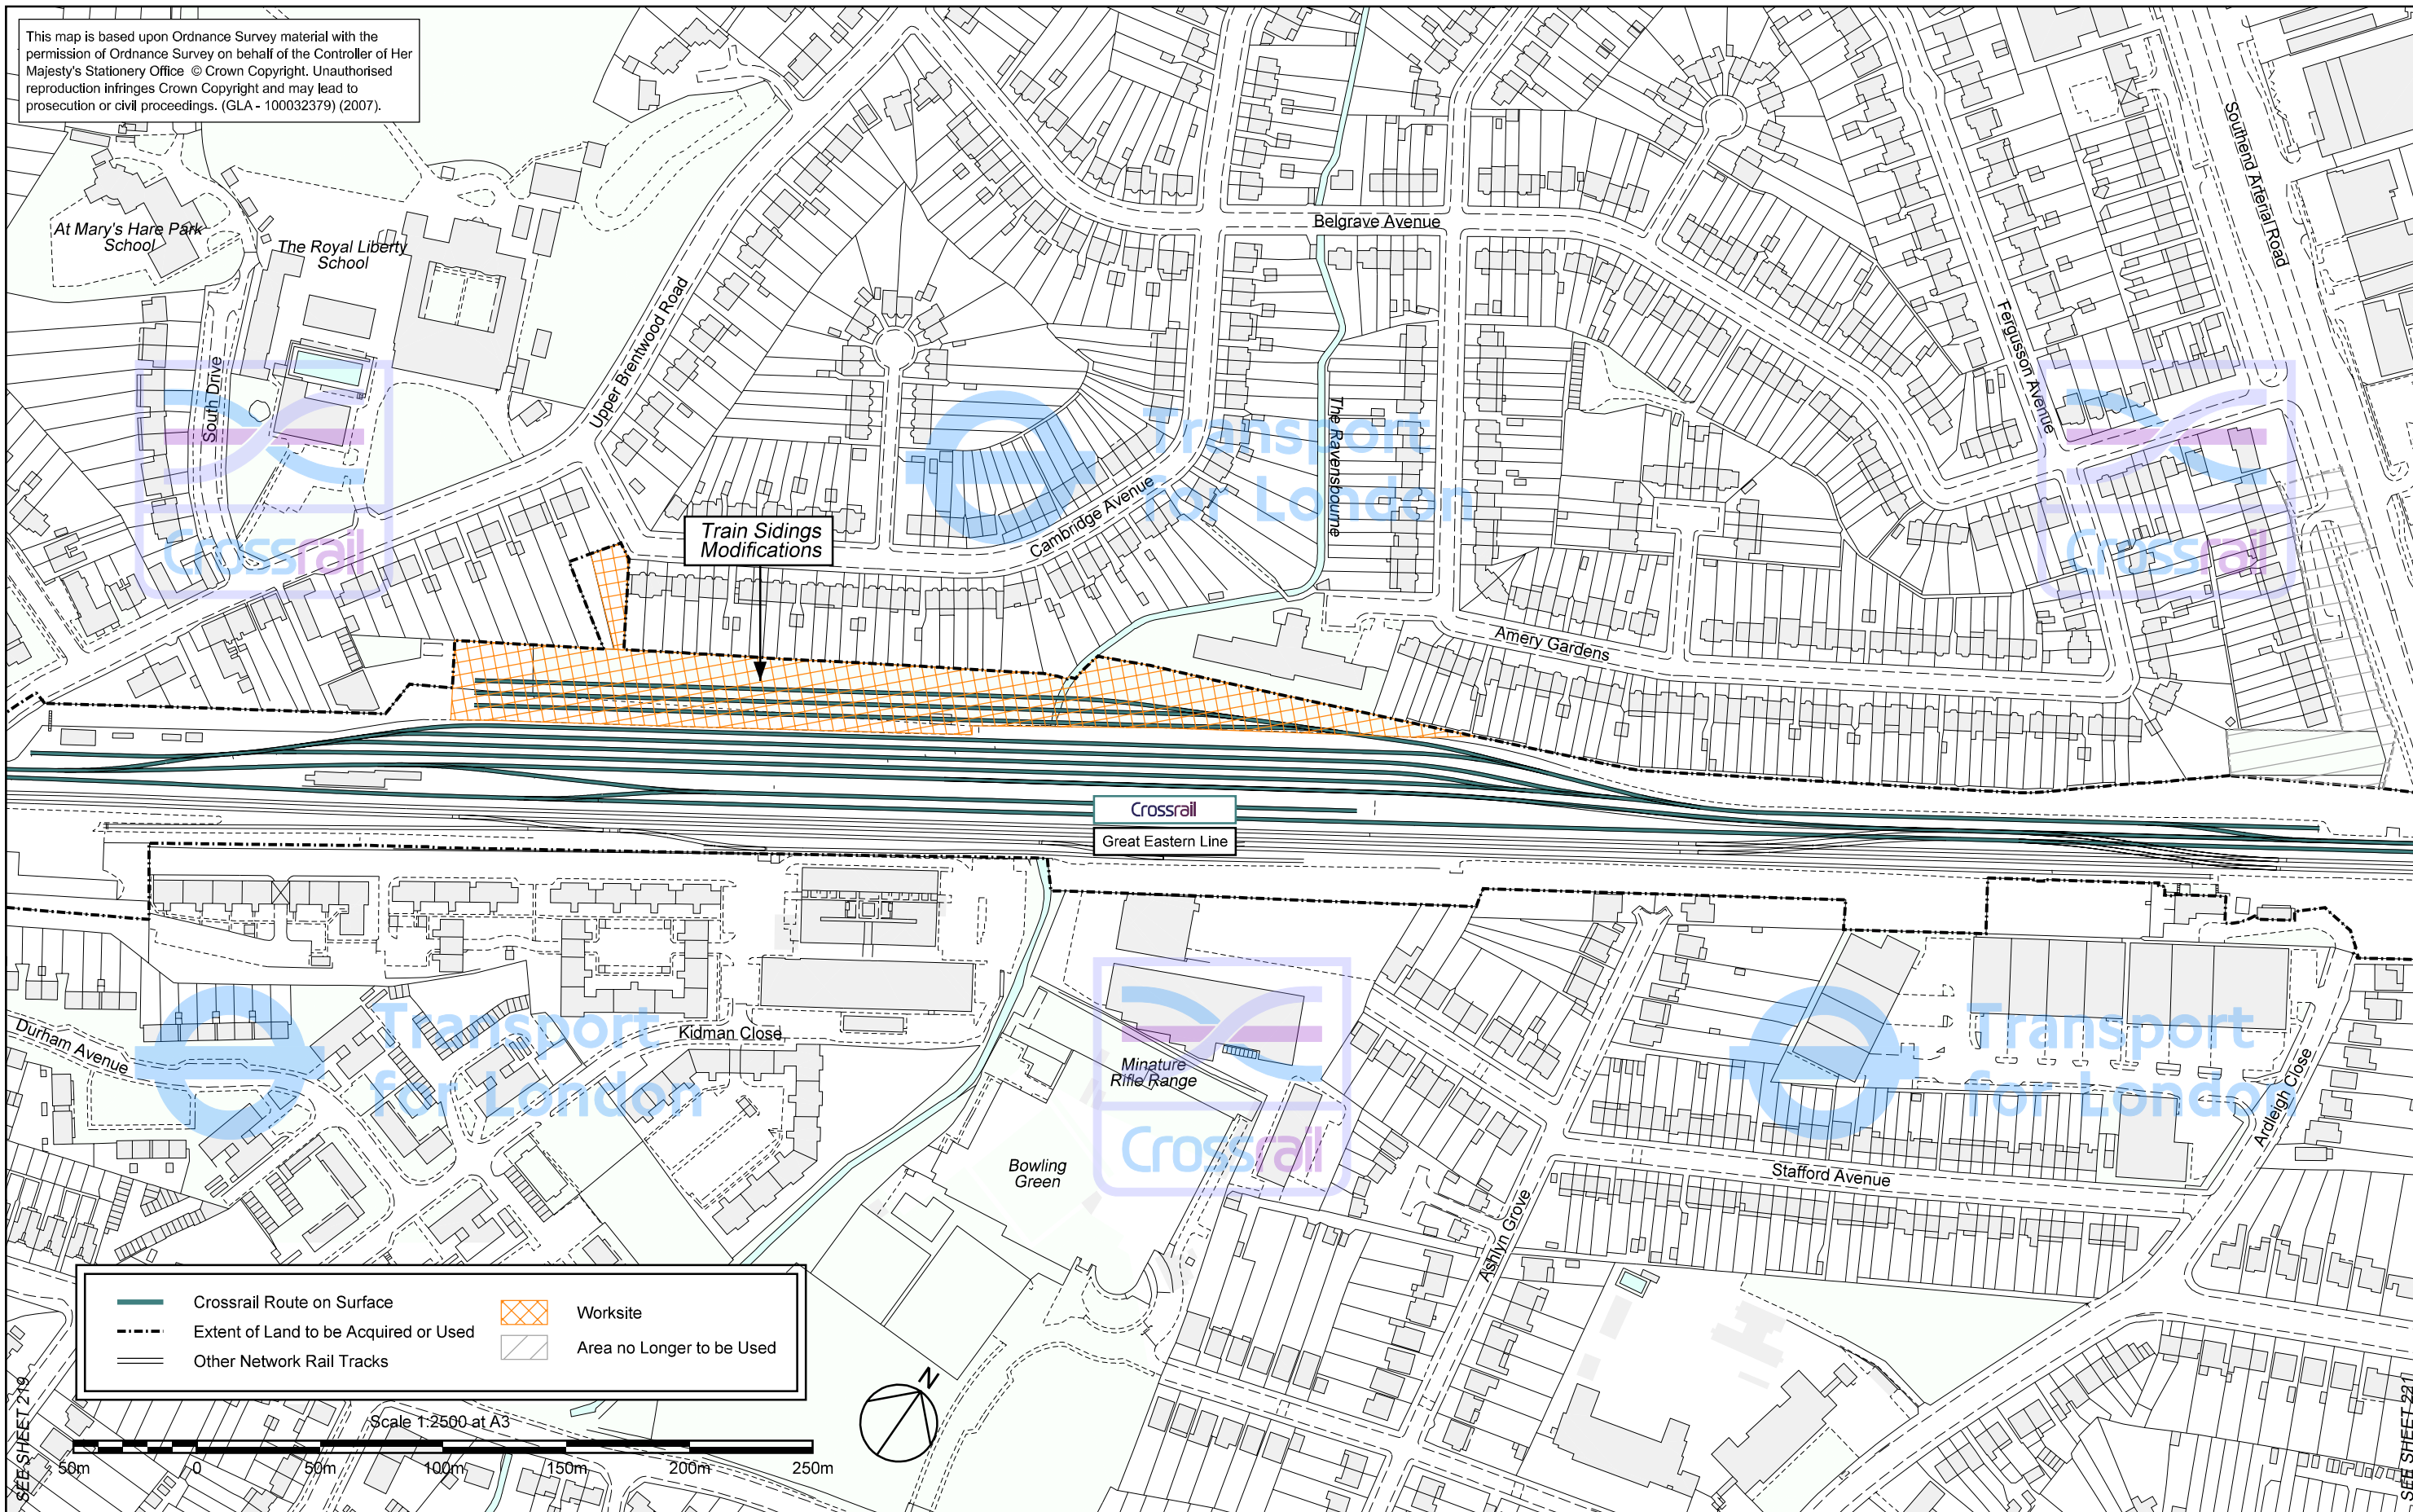 This map is based upon Ordnance Survey material with the
permission of Ordnance Survey on behalf of the Controller of Her
Majesty's Stationery Office © Crown Copyright. Unauthorised
reproduction infringes Crown Copyright and may lead to
prosecution or civil proceedings. (GLA - 100032379) (2007).
Southend Arterial Road
At Mary's Hare Park
School
The Royal Liberty
School
Belgrave Avenue
Upper Brentwood Road
South Drive
Fergusson Avenue
The Ravensbourne
Transport
for London
Crossrail
Crossrail
Train Sidings
Modifications
Cambridge Avenue
Amery Gardens
Crossrail
Great Eastern Line
Durham Avenue
Transport
for London
Kidman Close
Minature
Rifle Range
Crossrail
Transport
for London
Ardleigh Close
Bowling
Green
Stafford Avenue
Ashlyn Grove
Crossrail Route on Surface
Extent of Land to be Acquired or Used
Other Network Rail Tracks
Worksite
Area no Longer to be Used
N
Scale 1:2500 at A3
50m
0
50m
100m
150m
200m
250m
SEE SHEET 219
SEE SHEET 221